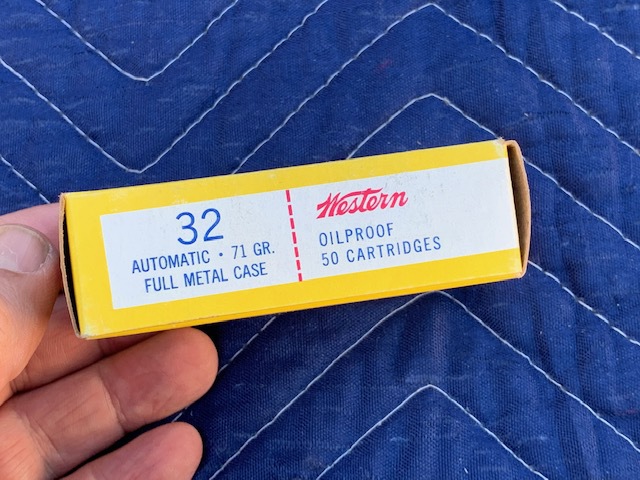 32
AUTOMATIC · 71 GR.
FULL METAL CASE
Western
OILPROOF
50 CARTRIDGES